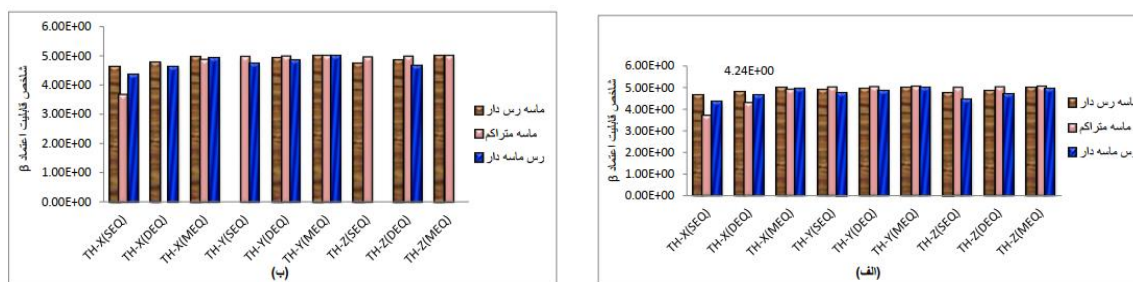 6.00E+00
5.00E+00
4.00E+00
3.00E+00
2.00E+00
1.00E+00
0.00E+00
شاخص قابلیت اعتماد β
TH-X(SEQ)
TH-X(DEQ)
TH-X(MEQ)
TH-Y(SEQ)
TH-Y(DEQ)
TH-Y(MEQ)
TH-Z(SEQ)
TH-Z(DEQ)
TH-Z(MEQ)
ماسه رس دار
ماسه متراکم
رس ماسه دار
(ب)
4.24E+00
6.00E+00
5.00E+00
4.00E+00
3.00E+00
2.00E+00
1.00E+00
0.00E+00
شاخص قابلیت اعتماد β
TH-X(SEQ)
TH-X(DEQ)
TH-X(MEQ)
TH-Y(SEQ)
TH-Y(DEQ)
TH-Y(MEQ)
TH-Z(SEQ)
TH-Z(DEQ)
TH-Z(MEQ)
ماسه رس دار
ماسه متراکم
رس ماسه دار
(الف)